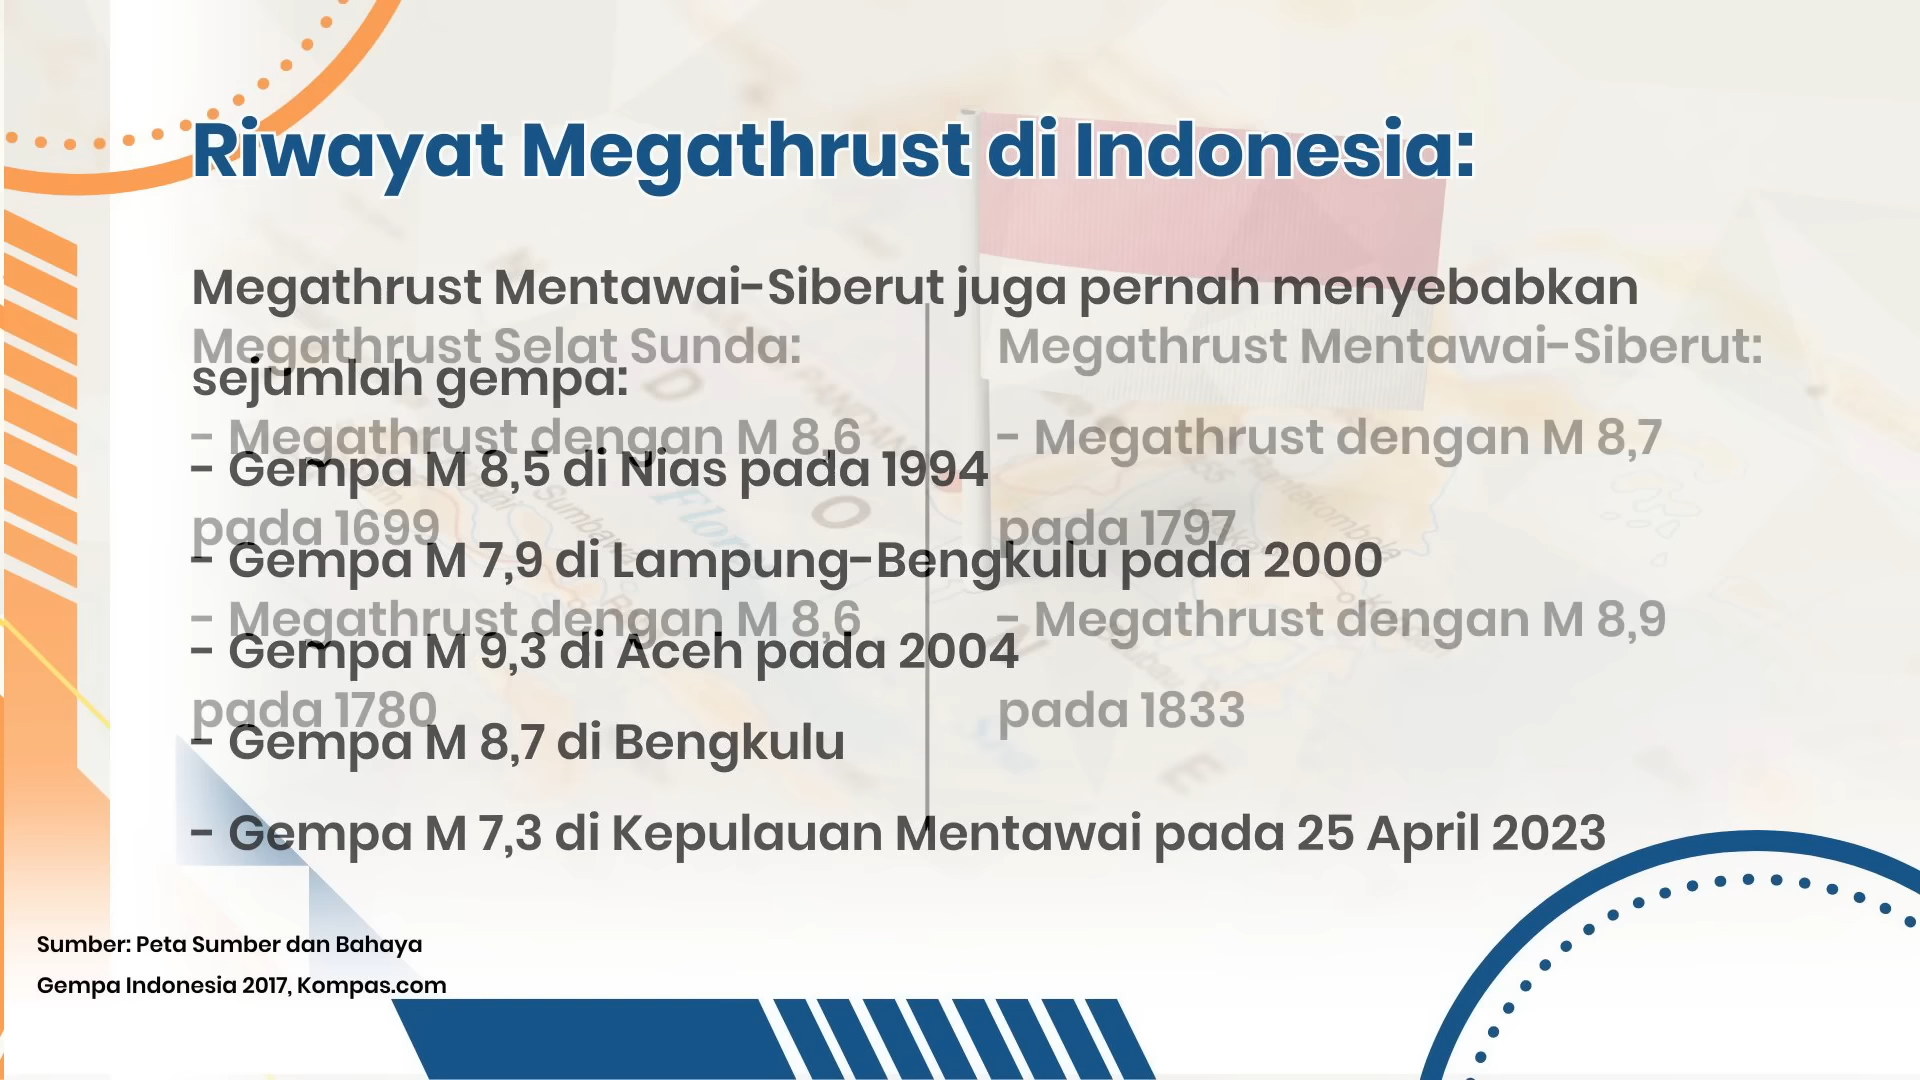 Riwayat Megathrust di Indonesia:
Megathrust Mentawai-Siberut juga pernah menyebabkan
sejumlah gempa:
- Gempa M 8,5 di Nias pada 1994
- Gempa M 7,9 di Lampung-Bengkulu pada 2000
- Gempa M 9,3 di Aceh pada 2004
- Gempa M 8,7 di Bengkulu
- Gempa M 7,3 di Kepulauan Mentawai pada 25 April 2023
Megathrust Selat Sunda:
- Megathrust dengan M 8,6
pada 1699
- Megathrust dengan M 8,6
pada 1780
Megathrust Mentawai-Siberut:
- Megathrust dengan M 8,7
pada 1797
- Megathrust dengan M 8,9
pada 1833
Sumber: Peta Sumber dan Bahaya
Gempa Indonesia 2017, Kompas.com